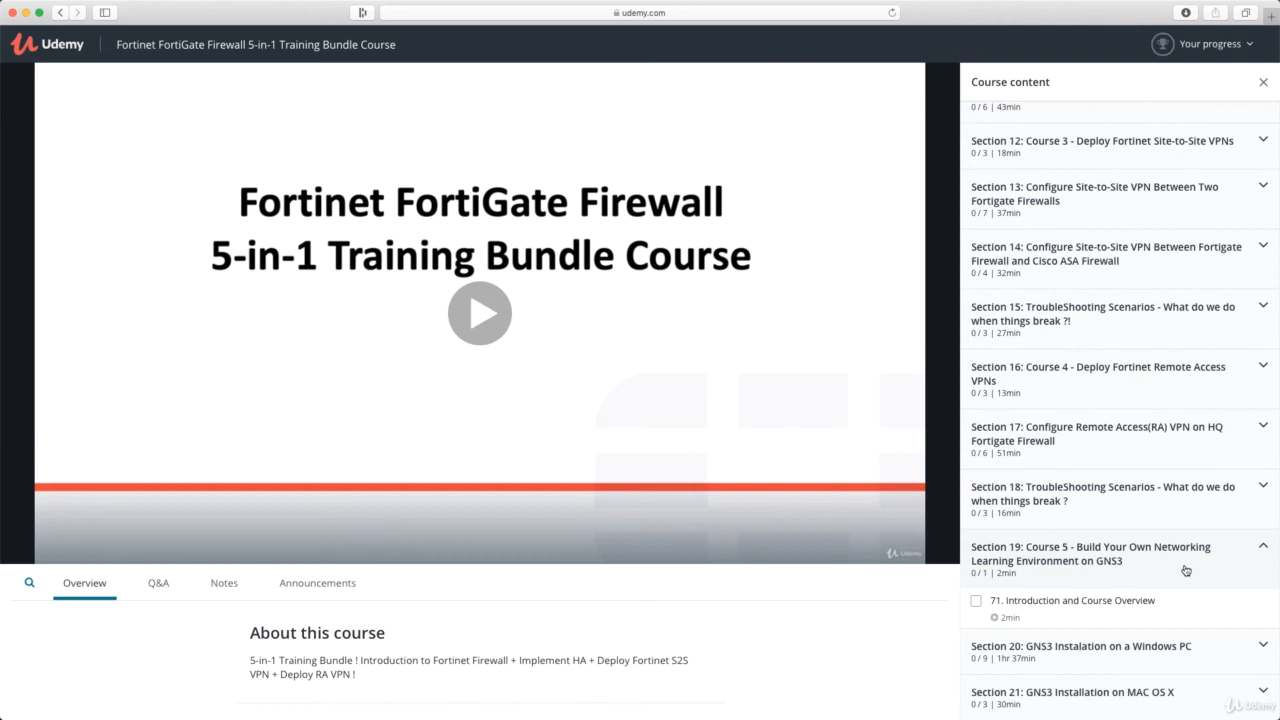 udemy.com
Udemy
Fortinet FortiGate Firewall 5-in-1 Training Bundle Course
Your progress
Fortinet FortiGate Firewall
5-in-1 Training Bundle Course
Udemy
Overview
Q&A
Notes
Announcements
About this course
5-in-1 Training Bundle ! Introduction to Fortinet Firewall + Implement HA + Deploy Fortinet S2S
VPN + Deploy RA VPN !
Course content
0 / 6 | 43min
Section 12: Course 3 - Deploy Fortinet Site-to-Site VPNs
0 / 3 | 18min
Section 13: Configure Site-to-Site VPN Between Two
Fortigate Firewalls
0 / 7 | 37min
Section 14: Configure Site-to-Site VPN Between Fortigate
Firewall and Cisco ASA Firewall
0 / 4 | 32min
Section 15: TroubleShooting Scenarios - What do we do
when things break ?!
0 / 3 | 27min
Section 16: Course 4 - Deploy Fortinet Remote Access
VPNs
0 / 3 | 13min
Section 17: Configure Remote Access(RA) VPN on HQ
Fortigate Firewall
0 / 6 | 51min
Section 18: TroubleShooting Scenarios - What do we do
when things break ?
0 / 3 | 16min
Section 19: Course 5 - Build Your Own Networking
Learning Environment on GNS3
0 / 1 | 2min
71. Introduction and Course Overview
2min
Section 20: GNS3 Instalation on a Windows PC
0 / 9 | 1hr 37min
Section 21: GNS3 Installation on MAC OS X
0 / 3 | 30min
Udemy